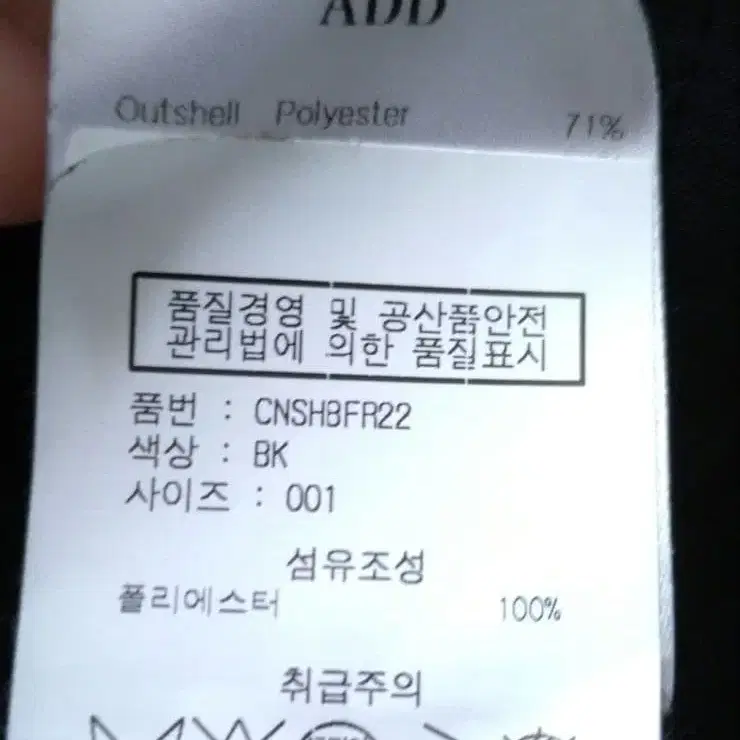 ADD
Outshell Polyester 71%
품질경영 및 공산품안전
관리법에 의한 품질표시
품번 : CNSH8FR22
색상 : BK
사이즈 : 001
섬유조성
폴리에스터 100%
취급주의